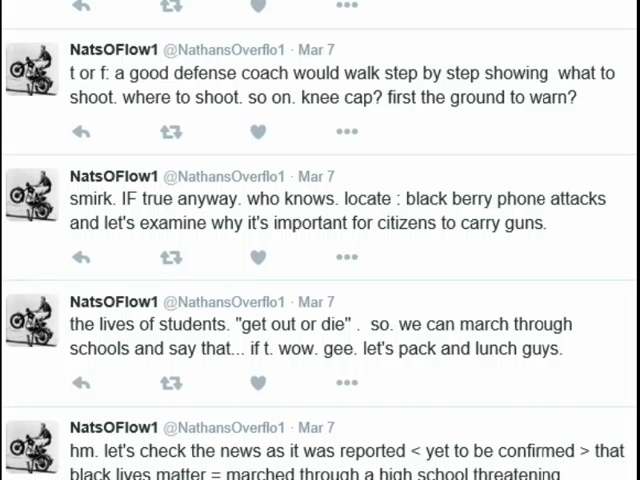 NatsOFlow1 @NathansOverflo1 · Mar 7
t or f: a good defense coach would walk step by step showing what to
shoot. where to shoot. so on. knee cap? first the ground to warn?
NatsOFlow1 @NathansOverflo1 · Mar 7
smirk. IF true anyway. who knows. locate : black berry phone attacks
and let's examine why it's important for citizens to carry guns.
NatsOFlow1 @NathansOverflo1 · Mar 7
the lives of students. "get out or die" . so. we can march through
schools and say that... if t. wow. gee. let's pack and lunch guys.
NatsOFlow1 @NathansOverflo1 · Mar 7
hm. let's check the news as it was reported < yet to be confirmed > that
black lives matter = marched through a high school threatening